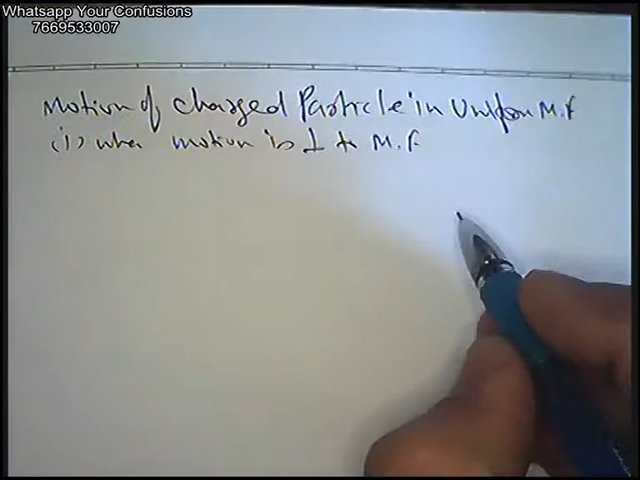 Whatsapp Your Confusions
7669533007
Motion of charged Particle in Uniform M.F
(i) when motion is ⊥ to M.F